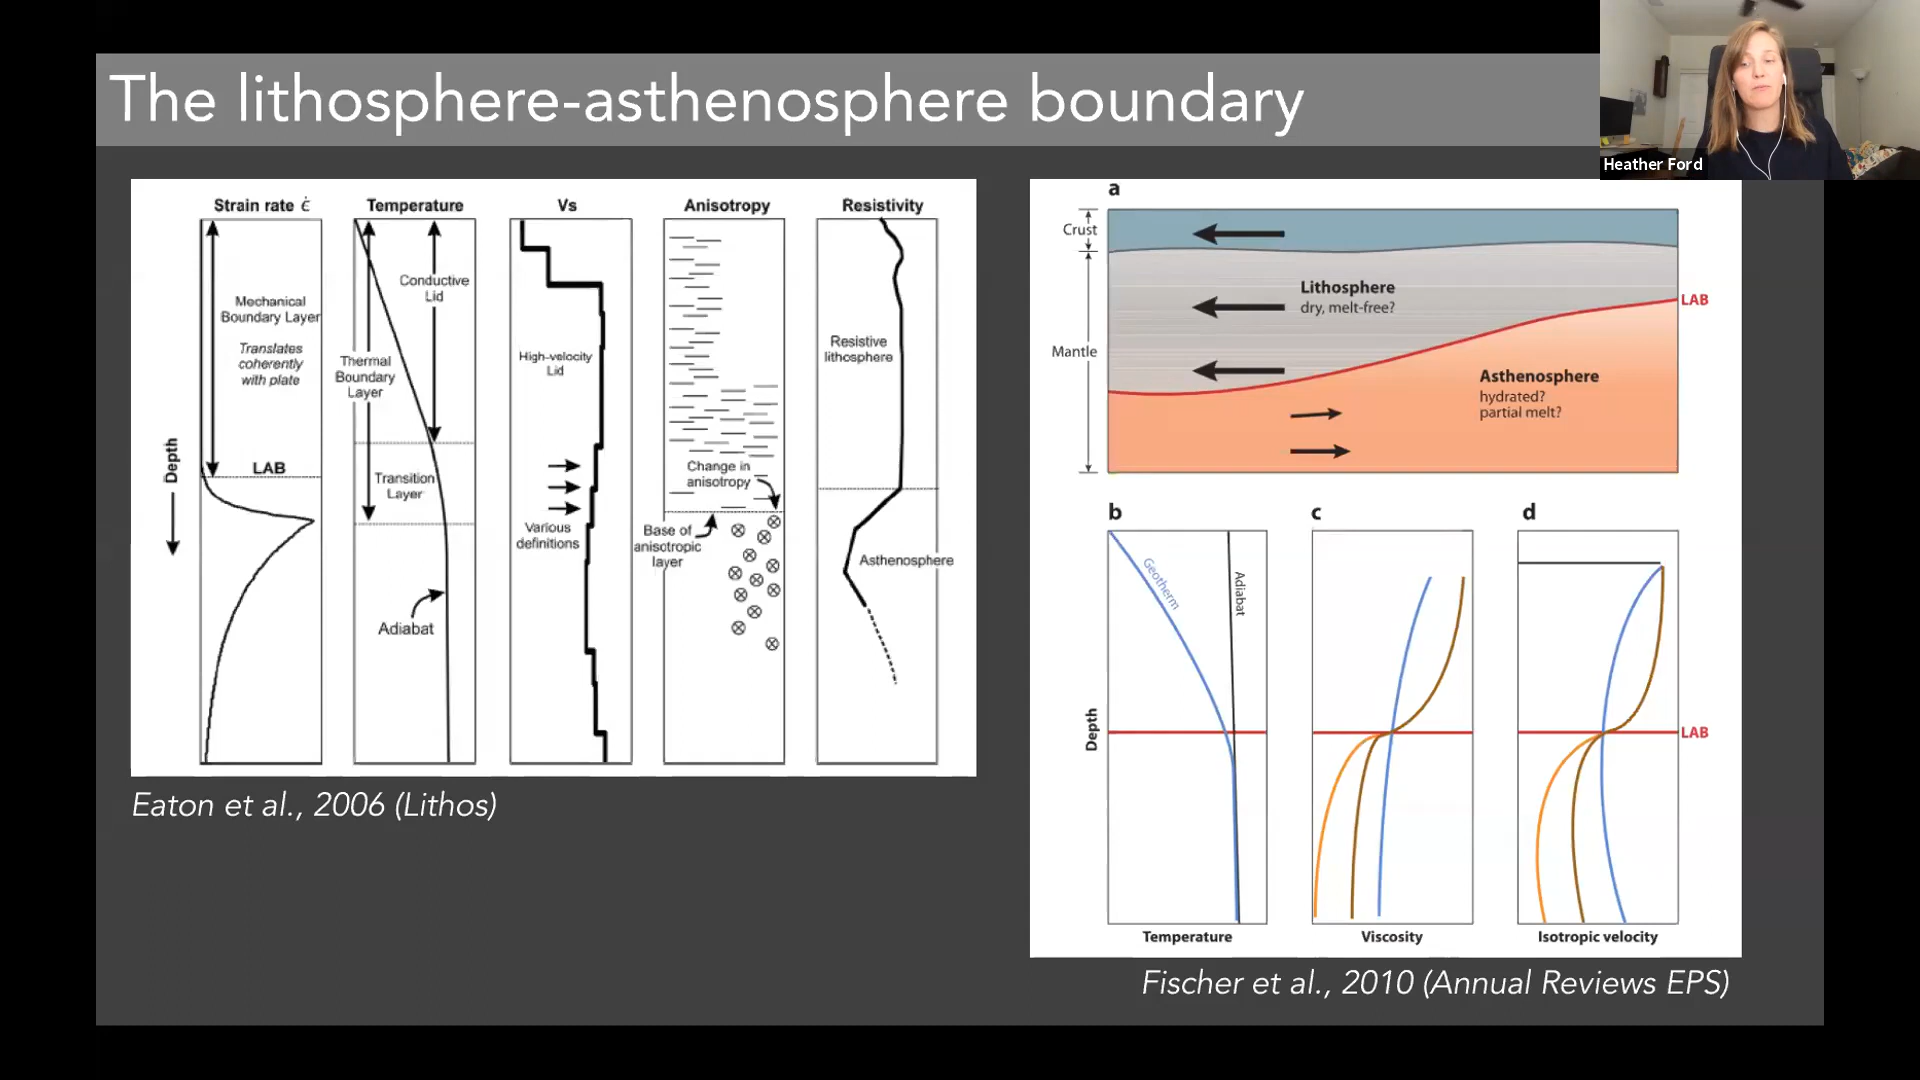 The lithosphere-asthenosphere boundary
Heather Ford
Strain rate ε̇
Temperature
Vs
Anisotropy
Resistivity
Mechanical
Boundary Layer
Translates
coherently
with plate
Conductive
Lid
Thermal
Boundary
Layer
High-velocity
Lid
Resistive
lithosphere
Depth
LAB
Transition
Layer
Various
definitions
Change in
anisotropy
Base of
anisotropic
layer
Asthenosphere
Adiabat
Eaton et al., 2006 (Lithos)
a
Crust
Mantle
Lithosphere
dry, melt-free?
LAB
Asthenosphere
hydrated?
partial melt?
b
c
d
Geotherm
Adiabat
Depth
LAB
Temperature
Viscosity
Isotropic velocity
Fischer et al., 2010 (Annual Reviews EPS)